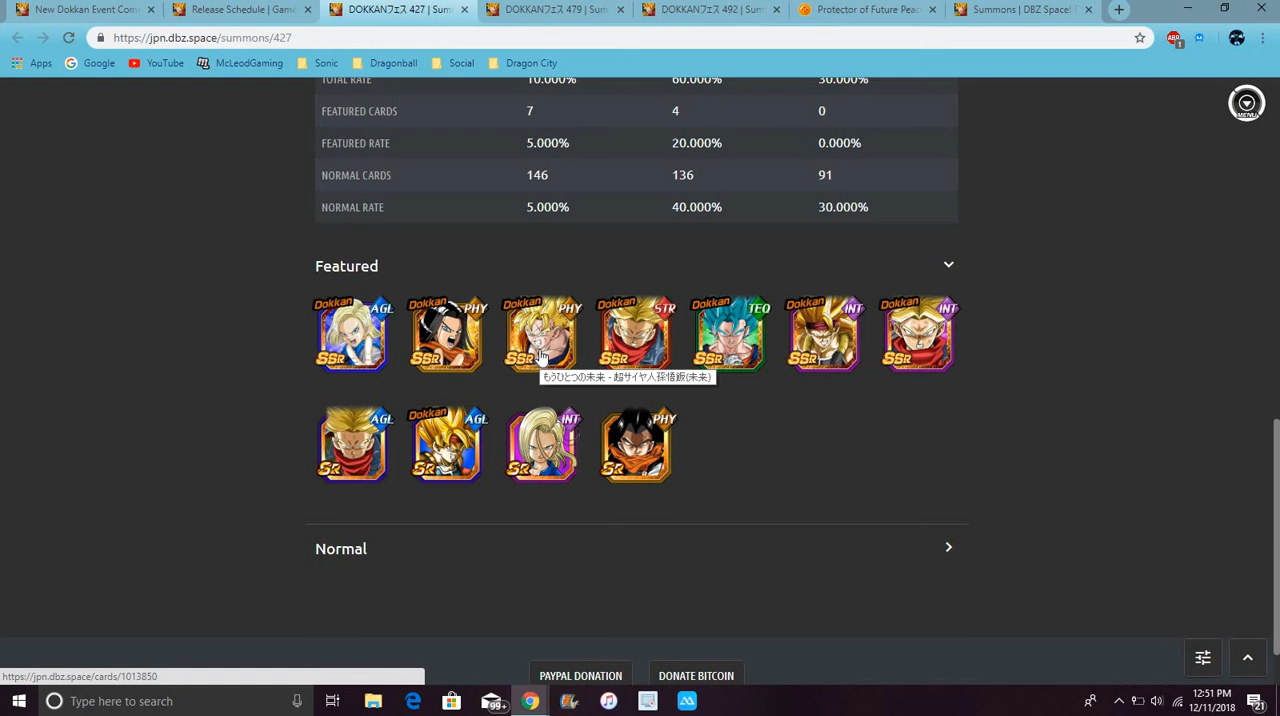 New Dokkan Event Com
Release Schedule | Game
DOKKANフェス 427 | Sum
DOKKANフェス 479 | Sum
DOKKANフェス 492 | Sum
Protector of Future Peac
Summons | DBZ Space!
https://jpn.dbz.space/summons/427
Apps
Google
YouTube
McLeodGaming
Sonic
Dragonball
Social
Dragon City
TOTAL RATE 10.000% 60.000% 30.000%
MENU
FEATURED CARDS 7 4 0
FEATURED RATE 5.000% 20.000% 0.000%
NORMAL CARDS 146 136 91
NORMAL RATE 5.000% 40.000% 30.000%
Featured
Dokkan AGL Dokkan PHY Dokkan PHY Dokkan STR Dokkan TEQ Dokkan INT Dokkan INT
SSR SSR SSR SSR SSR SSR SSR
もうひとつの未来 - 超サイヤ人孫悟飯(未来)
AGL Dokkan AGL INT PHY
SR SR SR SR
Normal
https://jpn.dbz.space/cards/1013850
PAYPAL DONATION
DONATE BITCOIN
Type here to search
99+
12:51 PM
12/11/2018
21